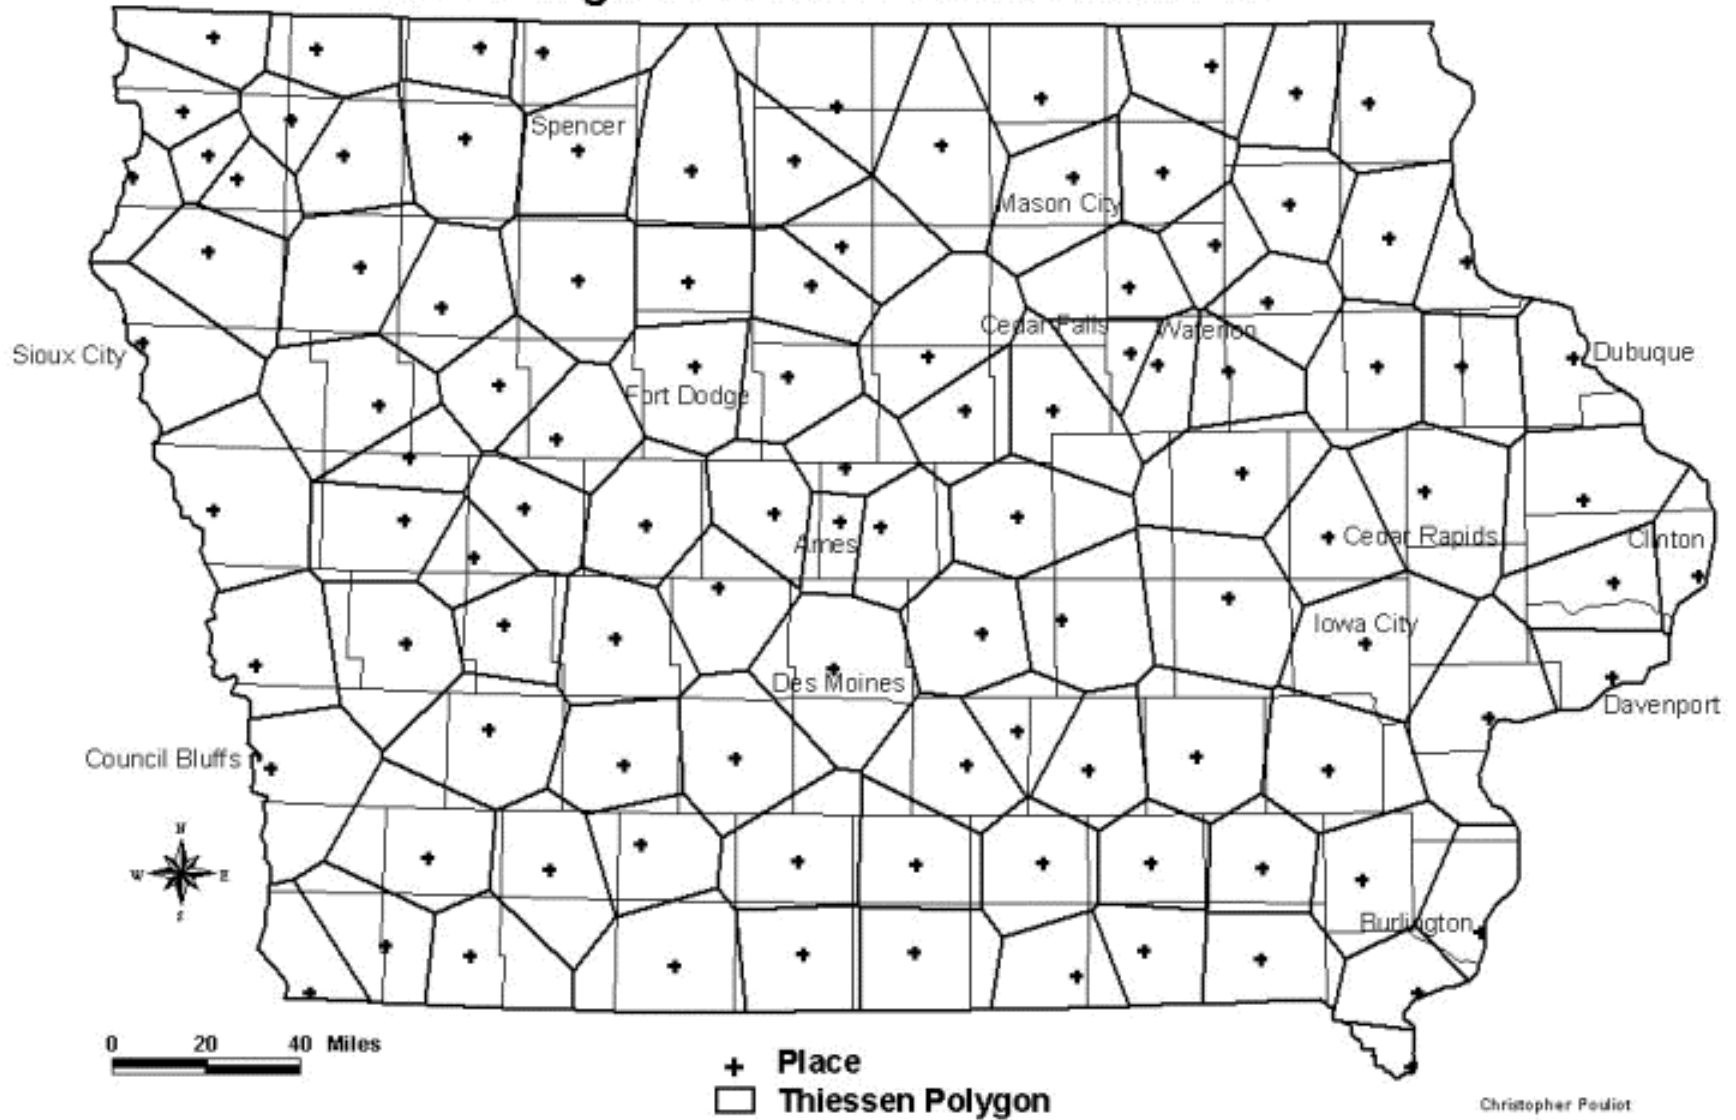 Spencer
Mason City
Cedar Falls
Waterloo
Sioux City
Dubuque
Fort Dodge
Ames
Cedar Rapids
Clinton
Iowa City
Des Moines
Davenport
Council Bluffs
N
W E
S
Burlington
0 20 40 Miles
Place
Thiessen Polygon
Christopher Pouliot